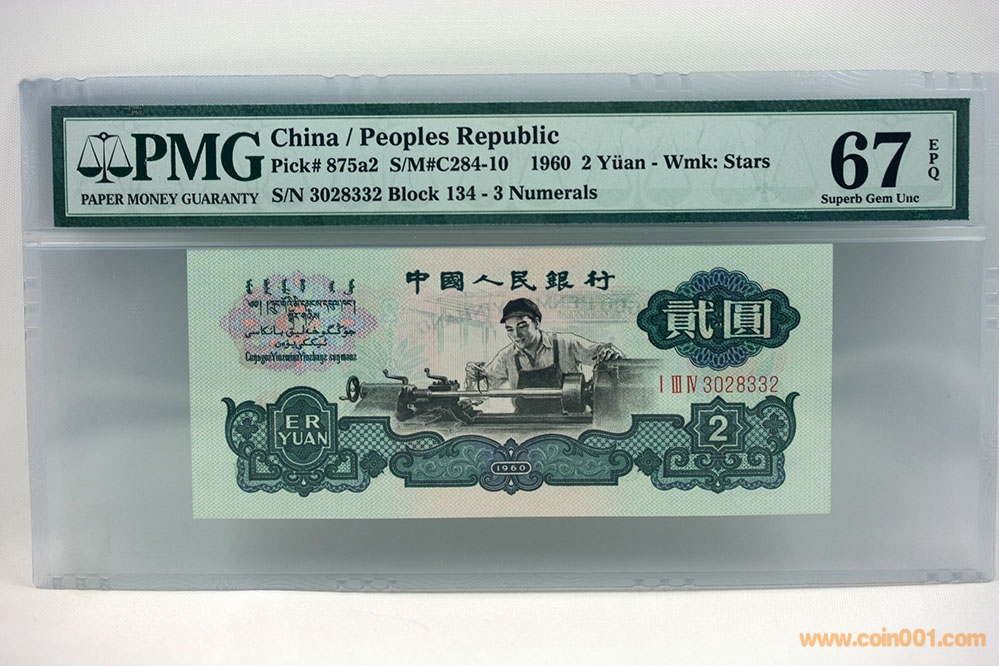 PMG
PAPER MONEY GUARANTY
China / Peoples Republic
Pick# 875a2 S/M#C284-10 1960 2 Yüan - Wmk: Stars
S/N 3028332 Block 134 - 3 Numerals
67
EPQ
Superb Gem Unc
中國人民銀行
貳圓
I III IV 3028332
ER
YUAN
2
1960
www.coin001.com